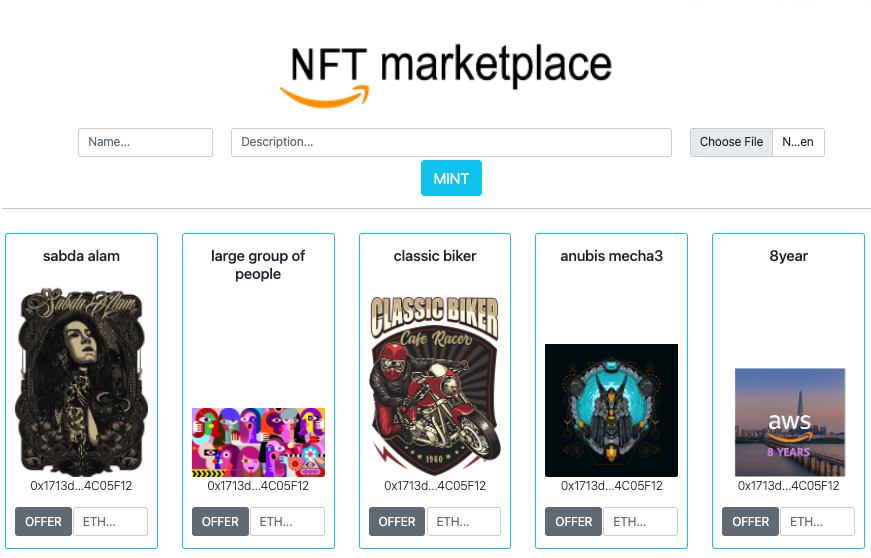 NFT marketplace
Name...
Description...
Choose File N...en
MINT
sabda alam
Sabda Alam
0x1713d...4C05F12
OFFER ETH...
large group of
people
0x1713d...4C05F12
OFFER ETH...
classic biker
CLASSIC BIKER
Cafe Racer
1960
0x1713d...4C05F12
OFFER ETH...
anubis mecha3
0x1713d...4C05F12
OFFER ETH...
8year
aws
8 YEARS
0x1713d...4C05F12
OFFER ETH...